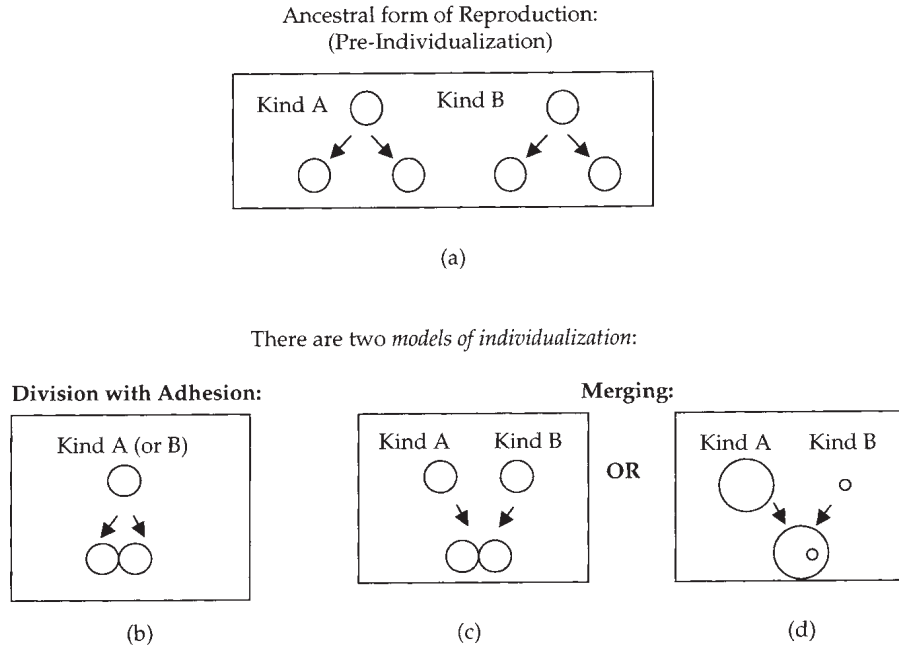 Ancestral form of Reproduction:
(Pre-Individualization)
Kind A
Kind B
(a)
There are two models of individualization:
Division with Adhesion:
Merging:
Kind A (or B)
Kind A
Kind B
OR
Kind A
Kind B
(b)
(c)
(d)